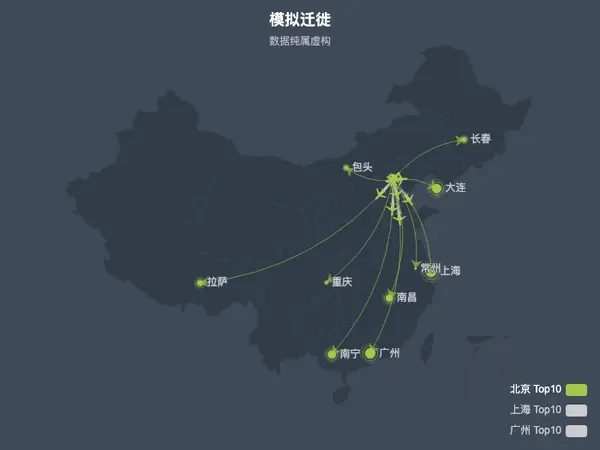 模拟迁徙
数据纯属虚构
长春
包头
大连
常州
上海
拉萨
重庆
南昌
南宁
广州
北京 Top10
上海 Top10
广州 Top10